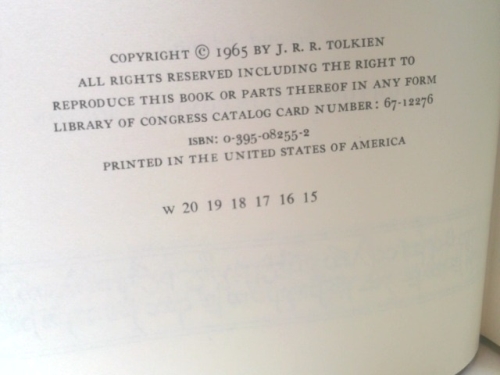 COPYRIGHT © 1965 BY J. R. R. TOLKIEN
ALL RIGHTS RESERVED INCLUDING THE RIGHT TO
REPRODUCE THIS BOOK OR PARTS THEREOF IN ANY FORM
LIBRARY OF CONGRESS CATALOG CARD NUMBER: 67-12276
ISBN: 0-395-08255-2
PRINTED IN THE UNITED STATES OF AMERICA
W 20 19 18 17 16 15